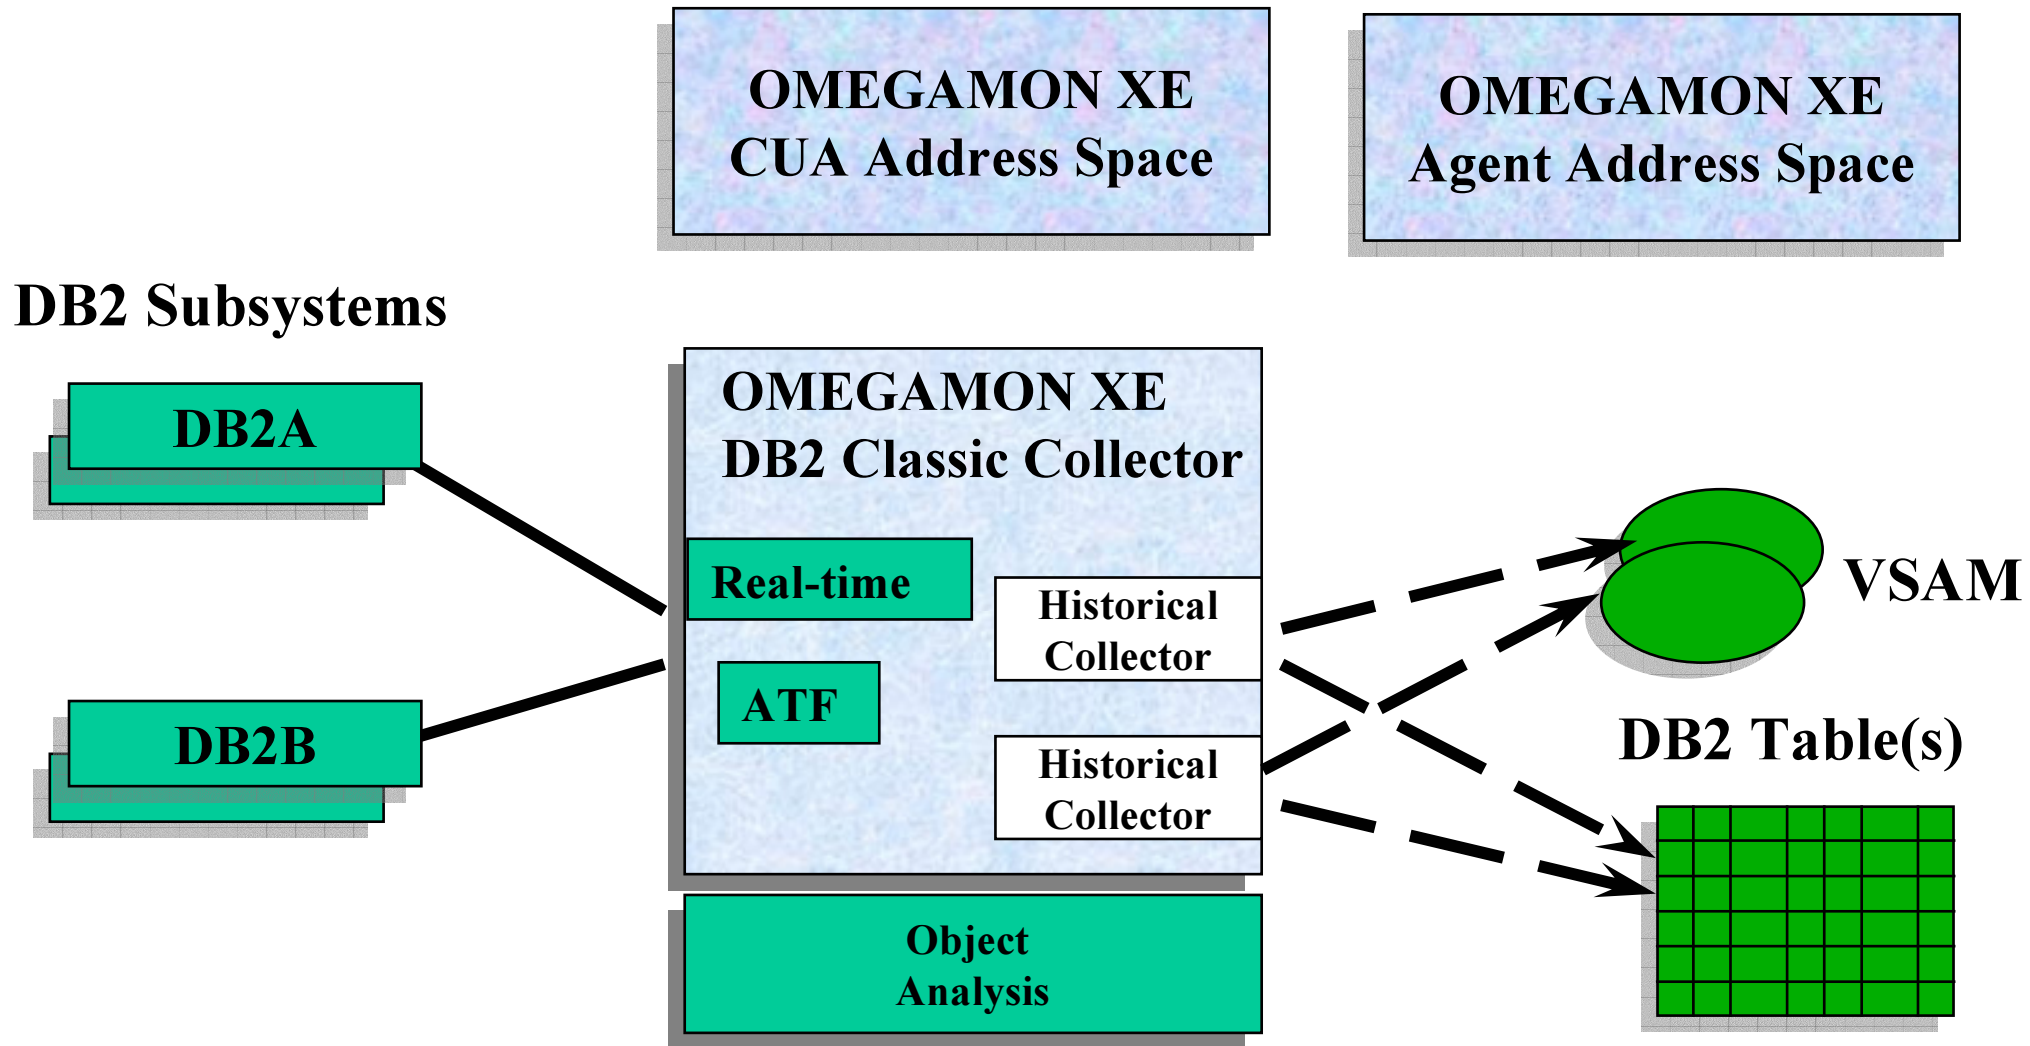 OMEGAMON XE
CUA Address Space
OMEGAMON XE
Agent Address Space
DB2 Subsystems
DB2A
DB2B
OMEGAMON XE
DB2 Classic Collector
Real-time
ATF
Historical
Collector
Historical
Collector
Object
Analysis
VSAM
DB2 Table(s)